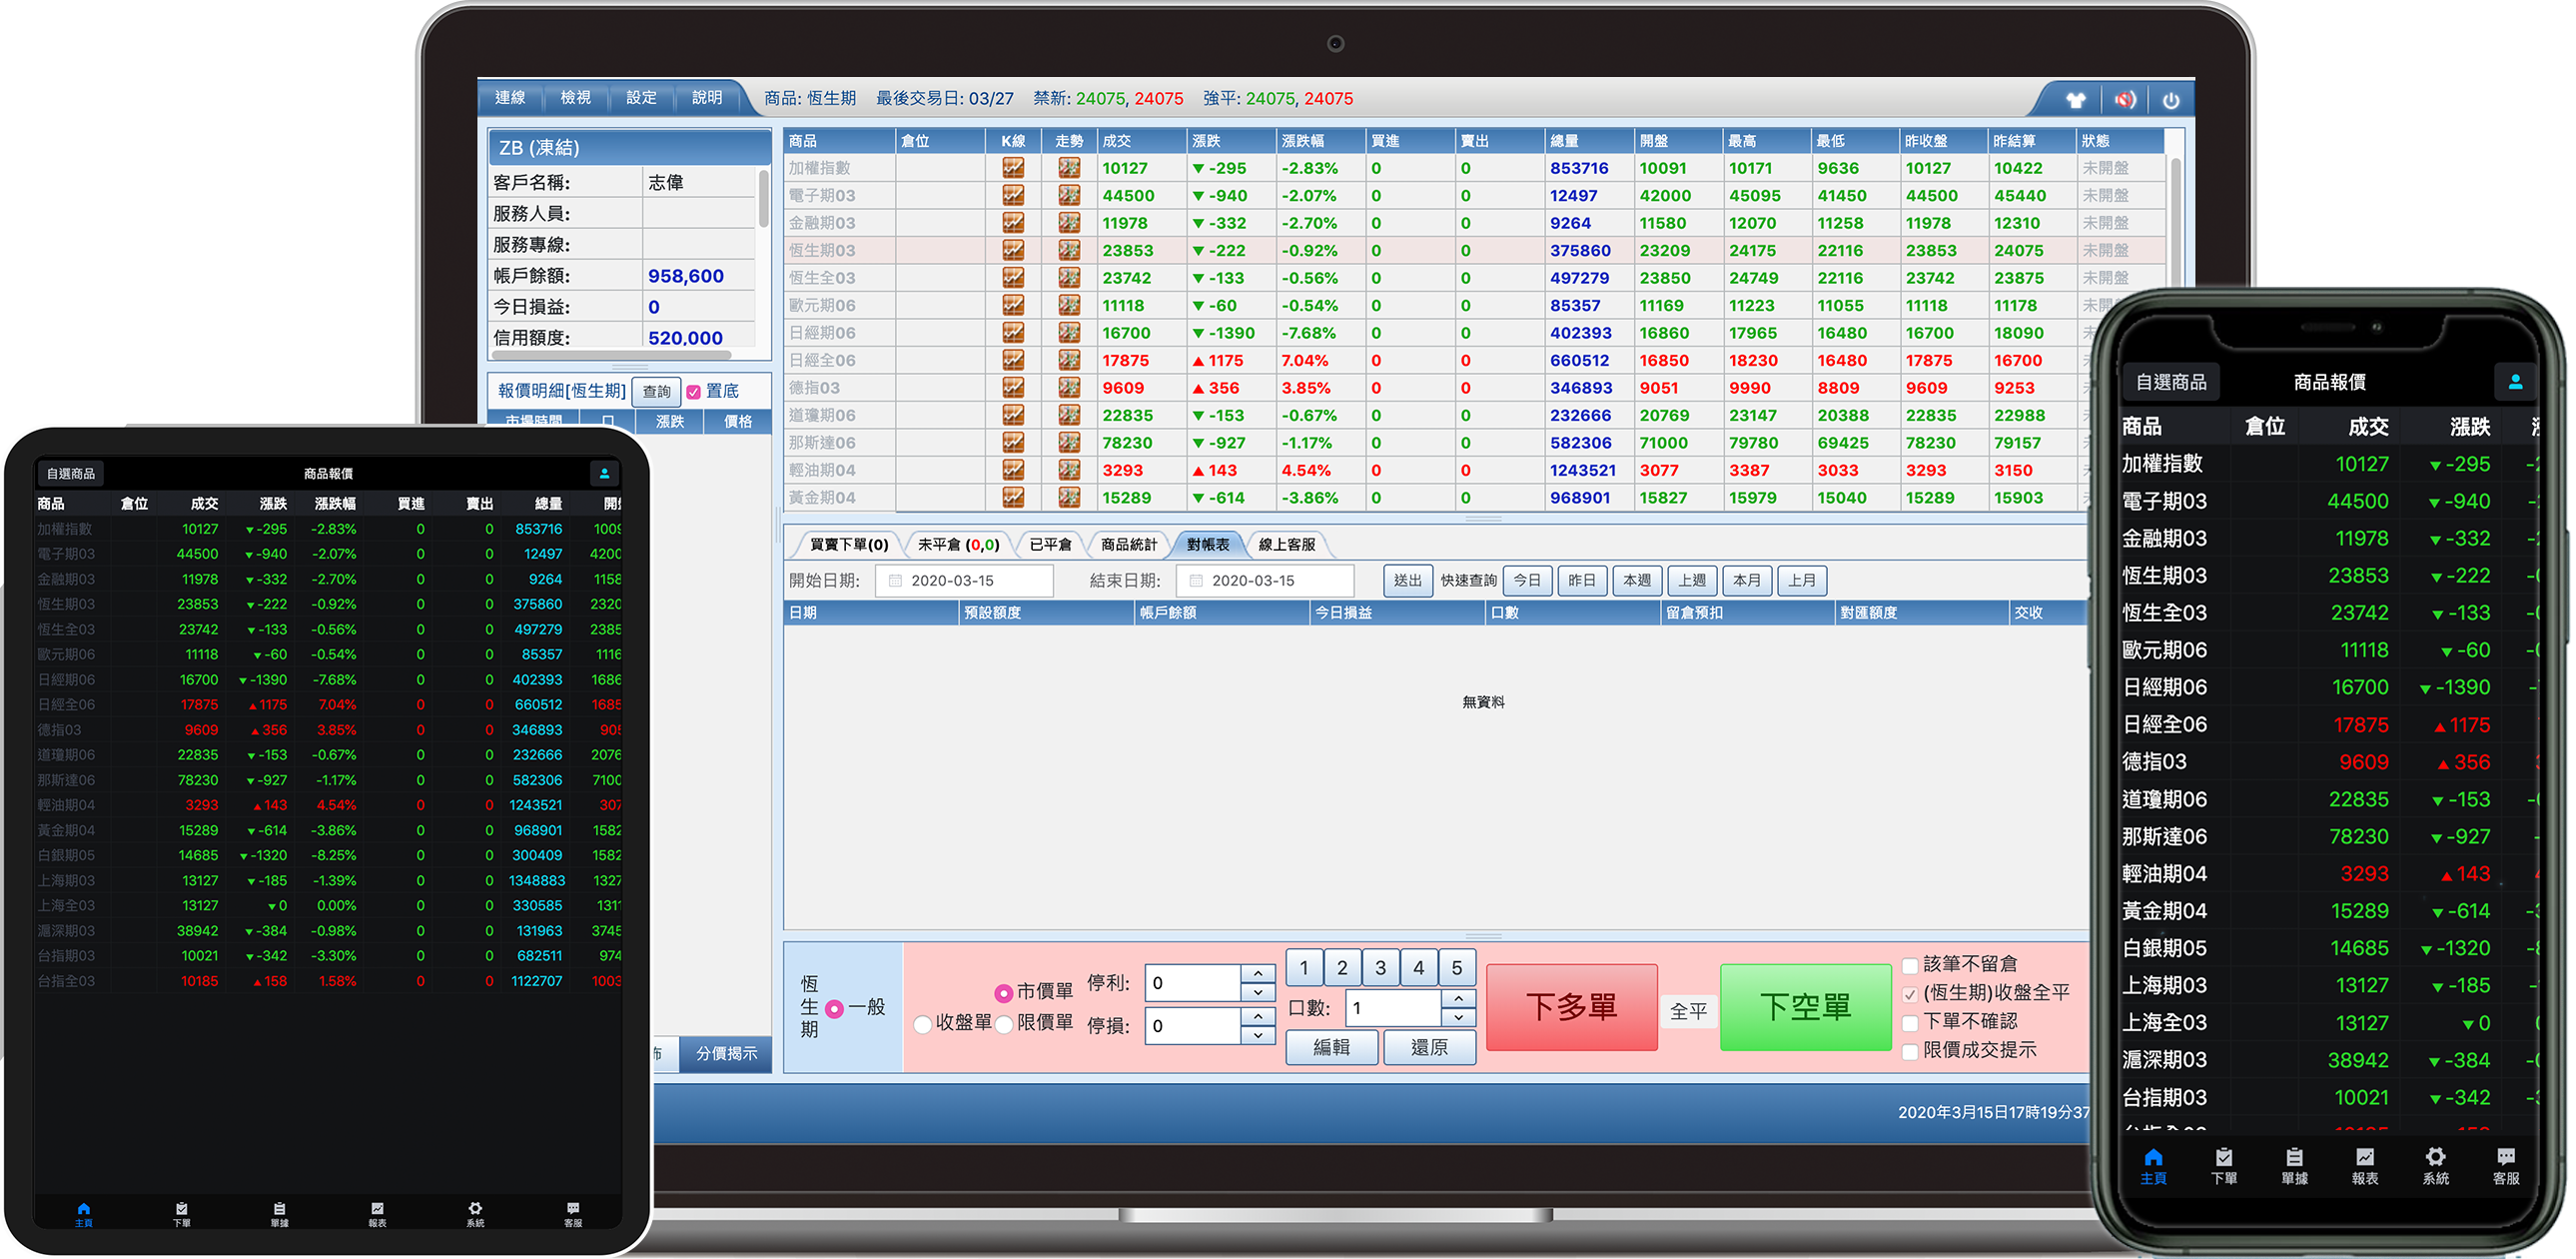 連線 檢視 設定 說明 商品: 恆生期 最後交易日: 03/27 禁新: 24075, 24075 強平: 24075, 24075
ZB (凍結)
客戶名稱: 志偉
服務人員:
服務專線:
帳戶餘額: 958,600
今日損益: 0
信用額度: 520,000
報價明細[恆生期] 查詢 置底
市場時間 口 漲跌 價格
分價揭示
商品 倉位 K線 走勢 成交 漲跌 漲跌幅 買進 賣出 總量 開盤 最高 最低 昨收盤 昨結算 狀態
加權指數 10127 ▼-295 -2.83% 0 0 853716 10091 10171 9636 10127 10422 未開盤
電子期03 44500 ▼-940 -2.07% 0 0 12497 42000 45095 41450 44500 45440 未開盤
金融期03 11978 ▼-332 -2.70% 0 0 9264 11580 12070 11258 11978 12310 未開盤
恆生期03 23853 ▼-222 -0.92% 0 0 375860 23209 24175 22116 23853 24075 未開盤
恆生全03 23742 ▼-133 -0.56% 0 0 497279 23850 24749 22116 23742 23875 未開盤
歐元期06 11118 ▼-60 -0.54% 0 0 85357 11169 11223 11055 11118 11178 未開
日經期06 16700 ▼-1390 -7.68% 0 0 402393 16860 17965 16480 16700 18090
日經全06 17875 ▲1175 7.04% 0 0 660512 16850 18230 16480 17875 16700
德指03 9609 ▲356 3.85% 0 0 346893 9051 9990 8809 9609 9253
道瓊期06 22835 ▼-153 -0.67% 0 0 232666 20769 23147 20388 22835 22988
那斯達06 78230 ▼-927 -1.17% 0 0 582306 71000 79780 69425 78230 79157
輕油期04 3293 ▲143 4.54% 0 0 1243521 3077 3387 3033 3293 3150
黃金期04 15289 ▼-614 -3.86% 0 0 968901 15827 15979 15040 15289 15903
買賣下單(0) 未平倉 (0,0) 已平倉 商品統計 對帳表 線上客服
開始日期: 2020-03-15 結束日期: 2020-03-15 送出 快速查詢 今日 昨日 本週 上週 本月 上月
日期 預設額度 帳戶餘額 今日損益 口數 留倉預扣 對匯額度 交收
無資料
恆生期 一般
市價單
收盤單 限價單
停利: 0
停損: 0
1 2 3 4 5
口數: 1
編輯 還原
下多單 全平 下空單
該筆不留倉
(恆生期)收盤全平
下單不確認
限價成交提示
2020年3月15日17時19分37
自選商品 商品報價
商品 倉位 成交 漲跌 漲跌幅 買進 賣出 總量 開
加權指數 10127 ▼-295 -2.83% 0 0 853716 1009
電子期03 44500 ▼-940 -2.07% 0 0 12497 4200
金融期03 11978 ▼-332 -2.70% 0 0 9264 1158
恆生期03 23853 ▼-222 -0.92% 0 0 375860 2320
恆生全03 23742 ▼-133 -0.56% 0 0 497279 2385
歐元期06 11118 ▼-60 -0.54% 0 0 85357 1116
日經期06 16700 ▼-1390 -7.68% 0 0 402393 1686
日經全06 17875 ▲1175 7.04% 0 0 660512 1685
德指03 9609 ▲356 3.85% 0 0 346893 905
道瓊期06 22835 ▼-153 -0.67% 0 0 232666 2076
那斯達06 78230 ▼-927 -1.17% 0 0 582306 7100
輕油期04 3293 ▲143 4.54% 0 0 1243521 307
黃金期04 15289 ▼-614 -3.86% 0 0 968901 1582
白銀期05 14685 ▼-1320 -8.25% 0 0 300409 1582
上海期03 13127 ▼-185 -1.39% 0 0 1348883 1327
上海全03 13127 ▼0 0.00% 0 0 330585 1311
滬深期03 38942 ▼-384 -0.98% 0 0 131963 3745
台指期03 10021 ▼-342 -3.30% 0 0 682511 974
台指全03 10185 ▲158 1.58% 0 0 1122707 1003
主頁 下單 單據 報表 系統 客服
自選商品 商品報價
商品 倉位 成交 漲跌
加權指數 10127 ▼-295
電子期03 44500 ▼-940
金融期03 11978 ▼-332
恆生期03 23853 ▼-222
恆生全03 23742 ▼-133
歐元期06 11118 ▼-60
日經期06 16700 ▼-1390
日經全06 17875 ▲1175
德指03 9609 ▲356
道瓊期06 22835 ▼-153
那斯達06 78230 ▼-927
輕油期04 3293 ▲143
黃金期04 15289 ▼-614
白銀期05 14685 ▼-1320
上海期03 13127 ▼-185
上海全03 13127 ▼0
滬深期03 38942 ▼-384
台指期03 10021 ▼-342
主頁 下單 單據 報表 系統 客服